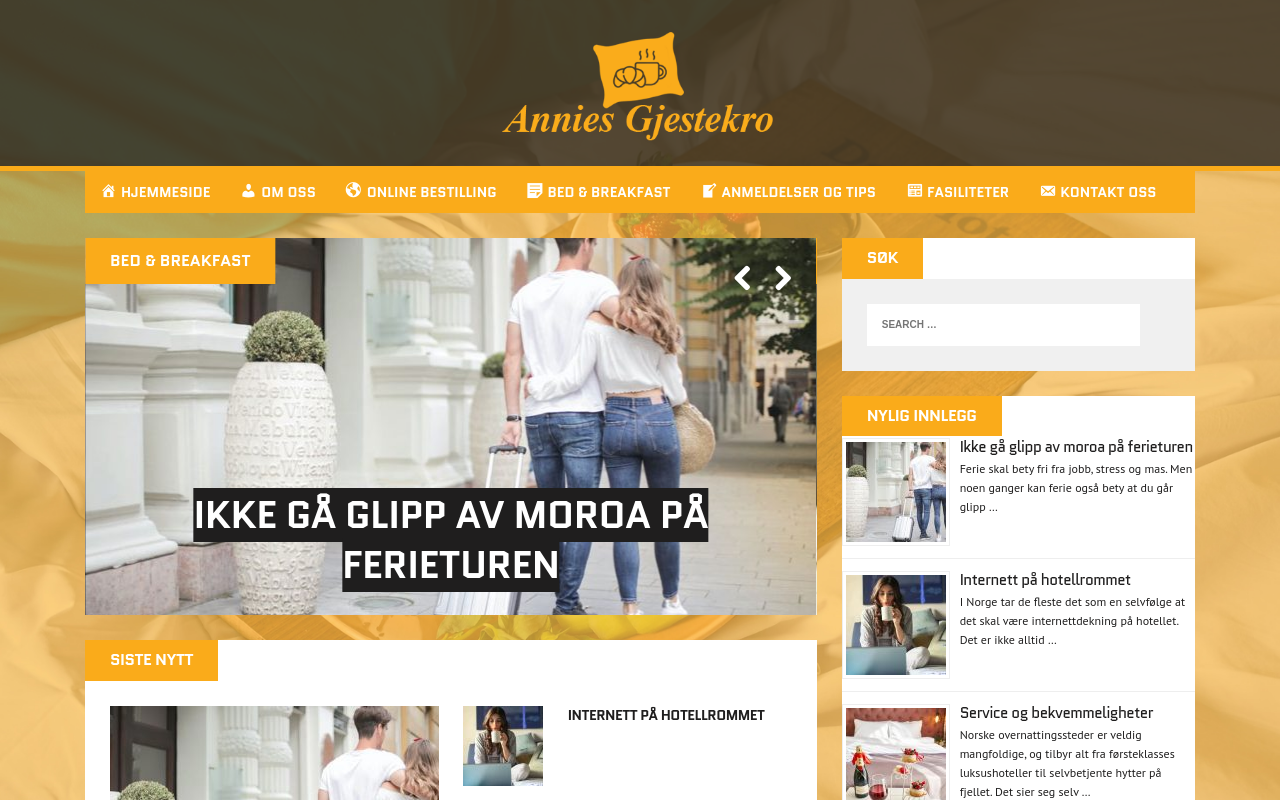 Annies Gjestekro
HJEMMESIDE
OM OSS
ONLINE BESTILLING
BED & BREAKFAST
ANMELDELSER OG TIPS
FASILITETER
KONTAKT OSS
BED & BREAKFAST
IKKE GÅ GLIPP AV MOROA PÅ
FERIETUREN
SISTE NYTT
INTERNETT PÅ HOTELLROMMET
SØK
SEARCH ...
NYLIG INNLEGG
Ikke gå glipp av moroa på ferieturen
Ferie skal bety fri fra jobb, stress og mas. Men
noen ganger kan ferie også bety at du går
glipp ...
Internett på hotellrommet
I Norge tar de fleste det som en selvfølge at
det skal være internettdekning på hotellet.
Det er ikke alltid ...
Service og bekvemmeligheter
Norske overnattingssteder er veldig
mangfoldige, og tilbyr alt fra førsteklasses
luksushoteller til selvbetjente hytter på
fjellet. Det sier seg selv ...